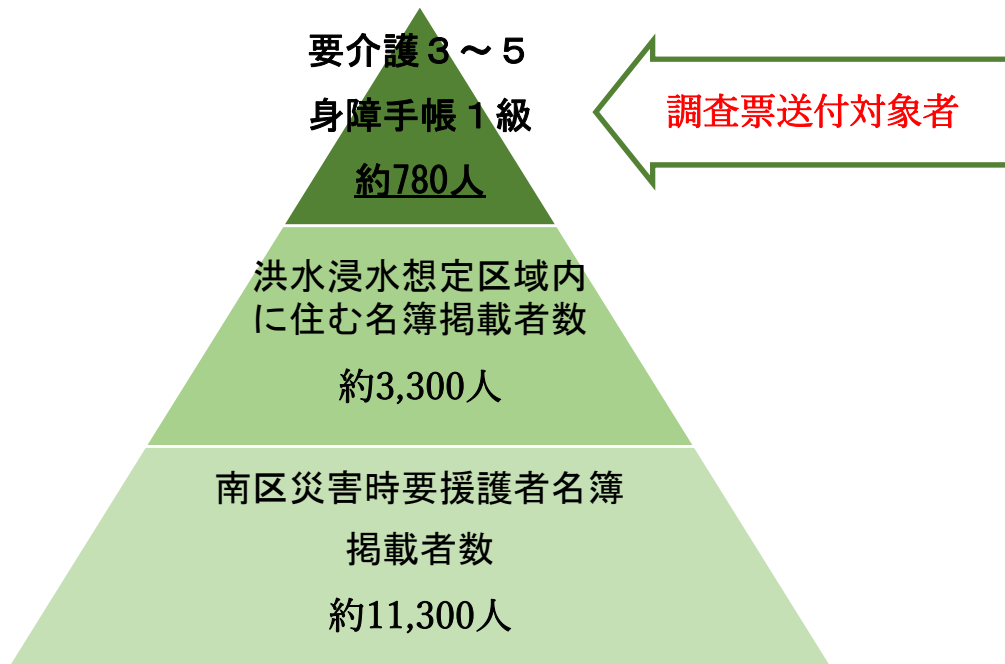 要介護３～５
身障手帳１級
約780人
調査票送付対象者
洪水浸水想定区域内
に住む名簿掲載者数
約3,300人
南区災害時要援護者名簿
掲載者数
約11,300人